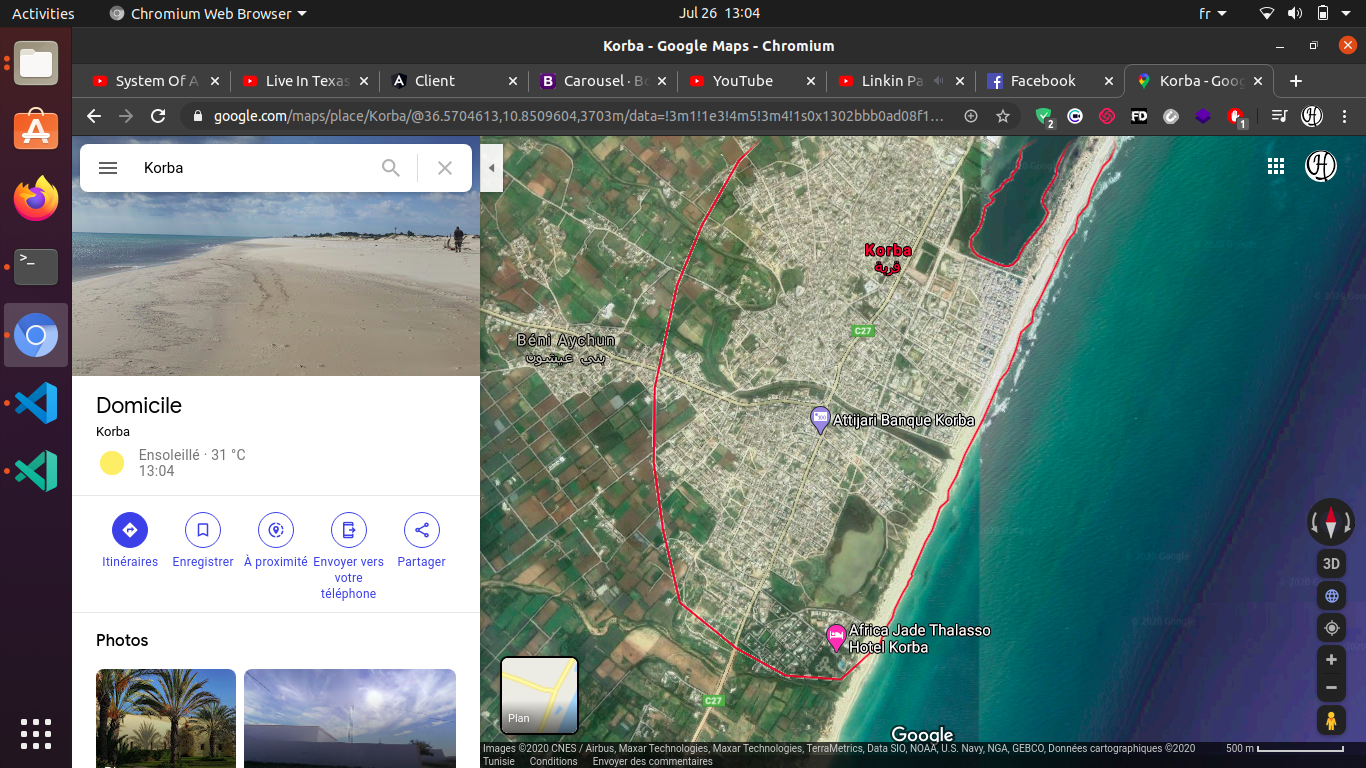 Activities
Chromium Web Browser
Jul 26 13:04
fr
Korba - Google Maps - Chromium
System Of A
Live In Texas
Client
Carousel · Bo
YouTube
Linkin Pa
Facebook
Korba - Goog
google.com/maps/place/Korba/@36.5704613,10.8509604,3703m/data=!3m1!1e3!4m5!3m4!1s0x1302bbb0ad08f1...
2
FD
1
Korba
Korba
قربة
C27
Béni Aychun
بني عيشون
Attijari Banque Korba
Domicile
Korba
Ensoleillé · 31 °C
13:04
Itinéraires
Enregistrer
À proximité
Envoyer vers
votre
téléphone
Partager
3D
Photos
Africa Jade Thalasso
Hotel Korba
C27
Plan
Google
Images ©2020 CNES / Airbus, Maxar Technologies, Maxar Technologies, TerraMetrics, Data SIO, NOAA, U.S. Navy, NGA, GEBCO, Données cartographiques ©2020
500 m
Tunisie
Conditions
Envoyer des commentaires